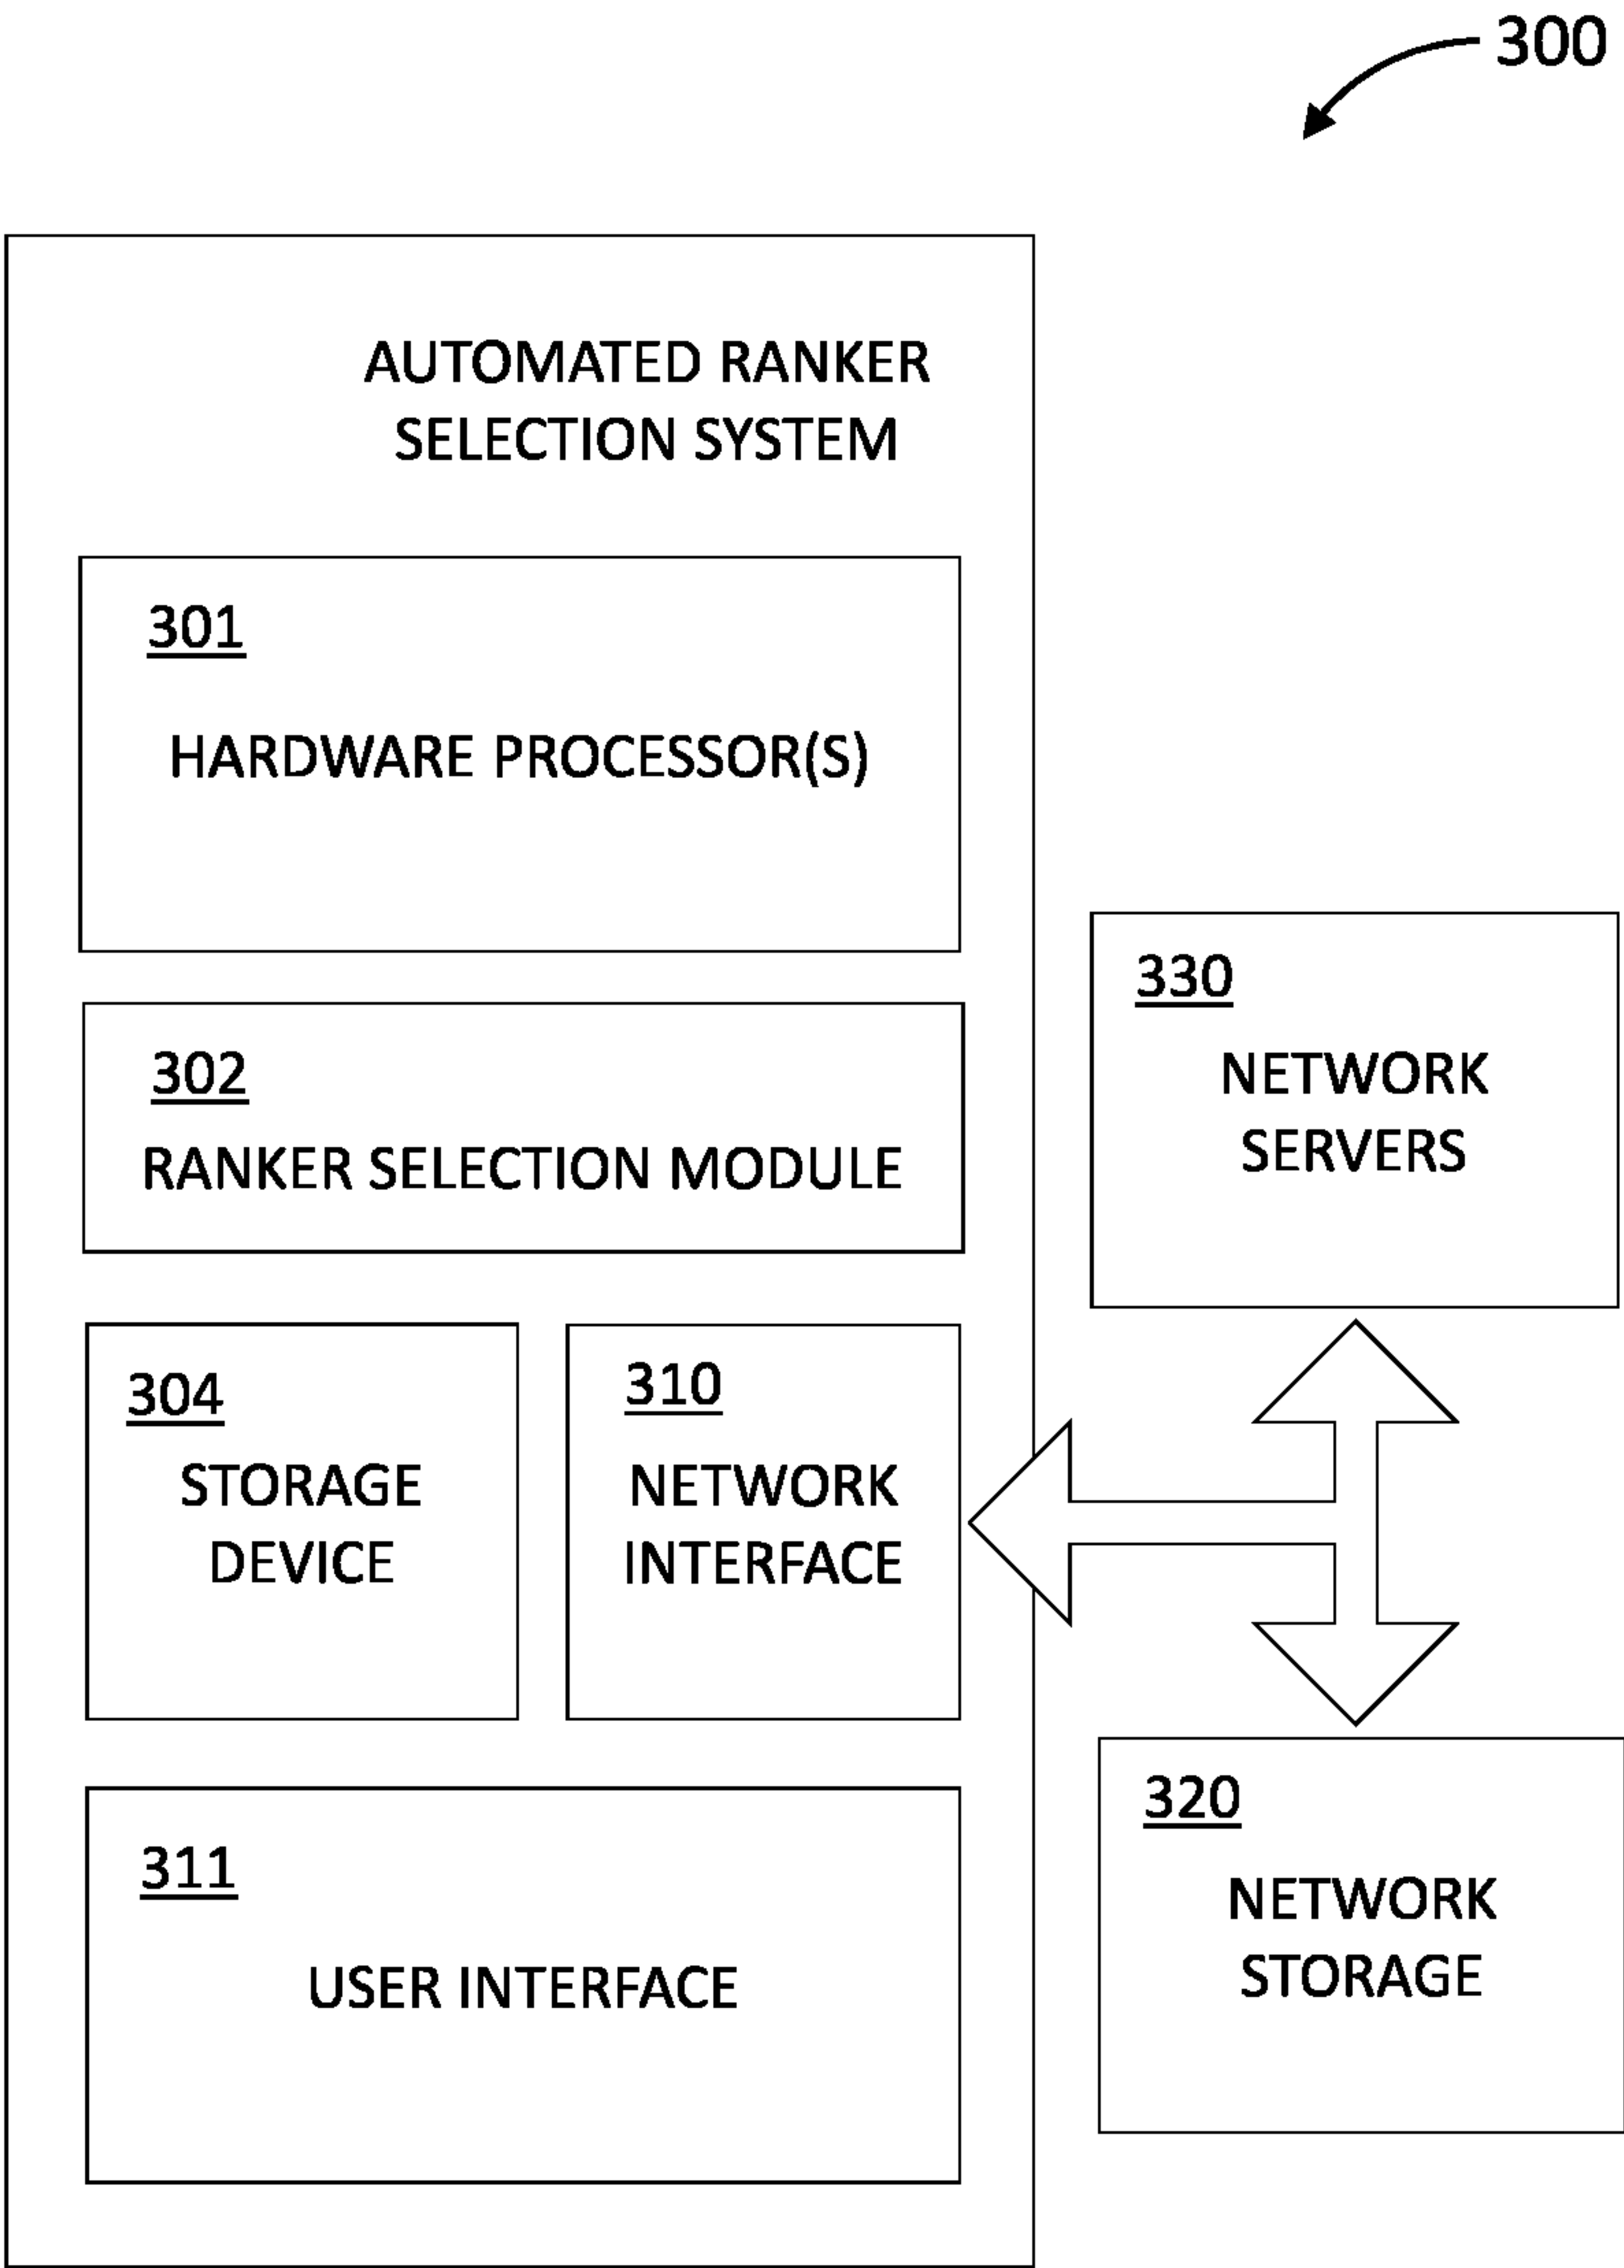 300
AUTOMATED RANKER
SELECTION SYSTEM
301
HARDWARE PROCESSOR(S)
302
RANKER SELECTION MODULE
304
STORAGE
DEVICE
310
NETWORK
INTERFACE
311
USER INTERFACE
330
NETWORK
SERVERS
320
NETWORK
STORAGE